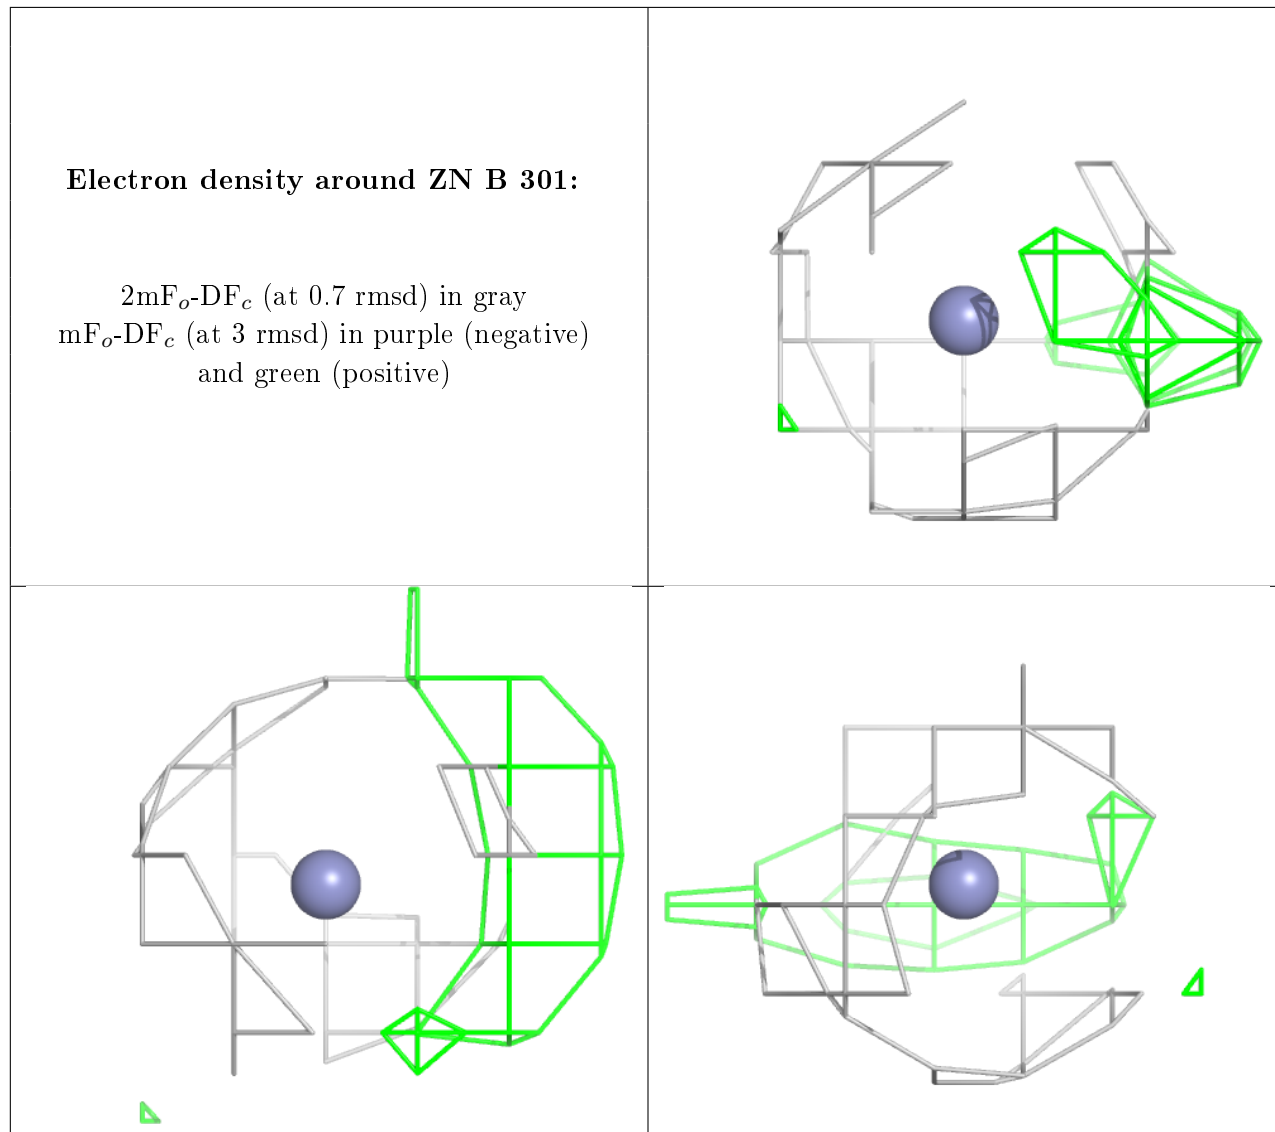 Electron density around ZN B 301:
2mFo-DFc (at 0.7 rmsd) in gray
mFo-DFc (at 3 rmsd) in purple (negative)
and green (positive)